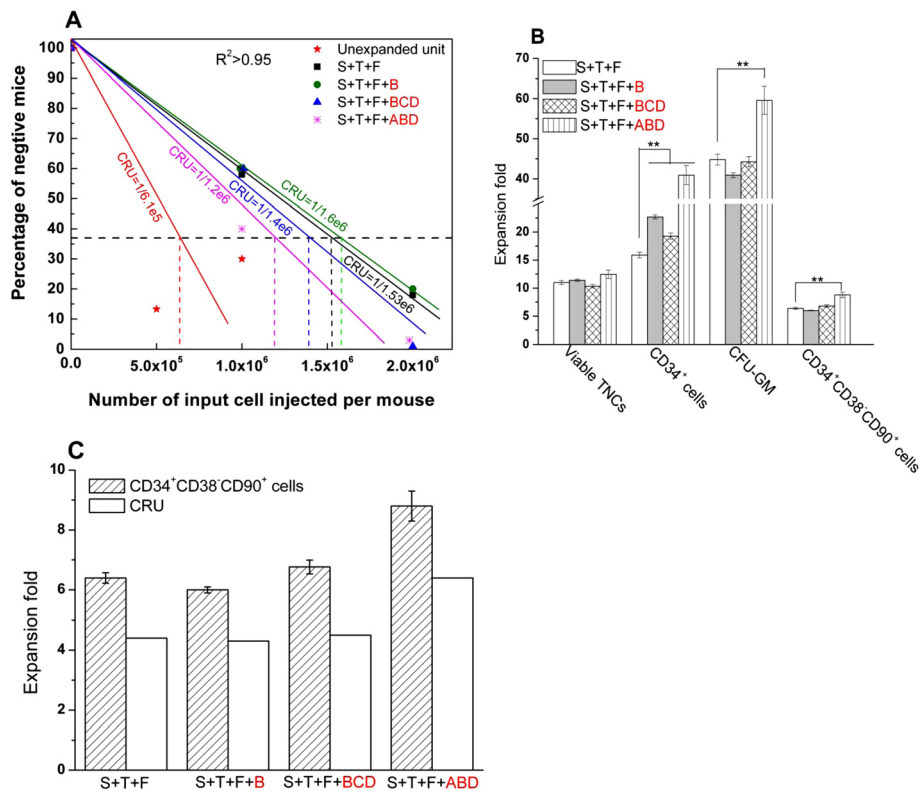 A
Percentage of negtive mice
100
90
80
70
60
50
40
30
20
10
0
R²>0.95
Unexpanded unit
S+T+F
S+T+F+B
S+T+F+BCD
S+T+F+ABD
CRU=1/6.1e5
CRU=1/1.2e6
CRU=1/1.4e6
CRU=1/1.6e6
CRU=1/1.53e6
0.0 5.0x10⁵ 1.0x10⁶ 1.5x10⁶ 2.0x10⁶
Number of input cell injected per mouse
B
Expansion fold
70
60
50
40
20
15
10
5
0
S+T+F
S+T+F+B
S+T+F+BCD
S+T+F+ABD
**
**
**
Viable TNCs
CD34⁺ cells
CFU-GM
CD34⁺CD38⁻CD90⁺ cells
C
Expansion fold
10
8
6
4
2
0
CD34⁺CD38⁻CD90⁺ cells
CRU
S+T+F S+T+F+B S+T+F+BCD S+T+F+ABD